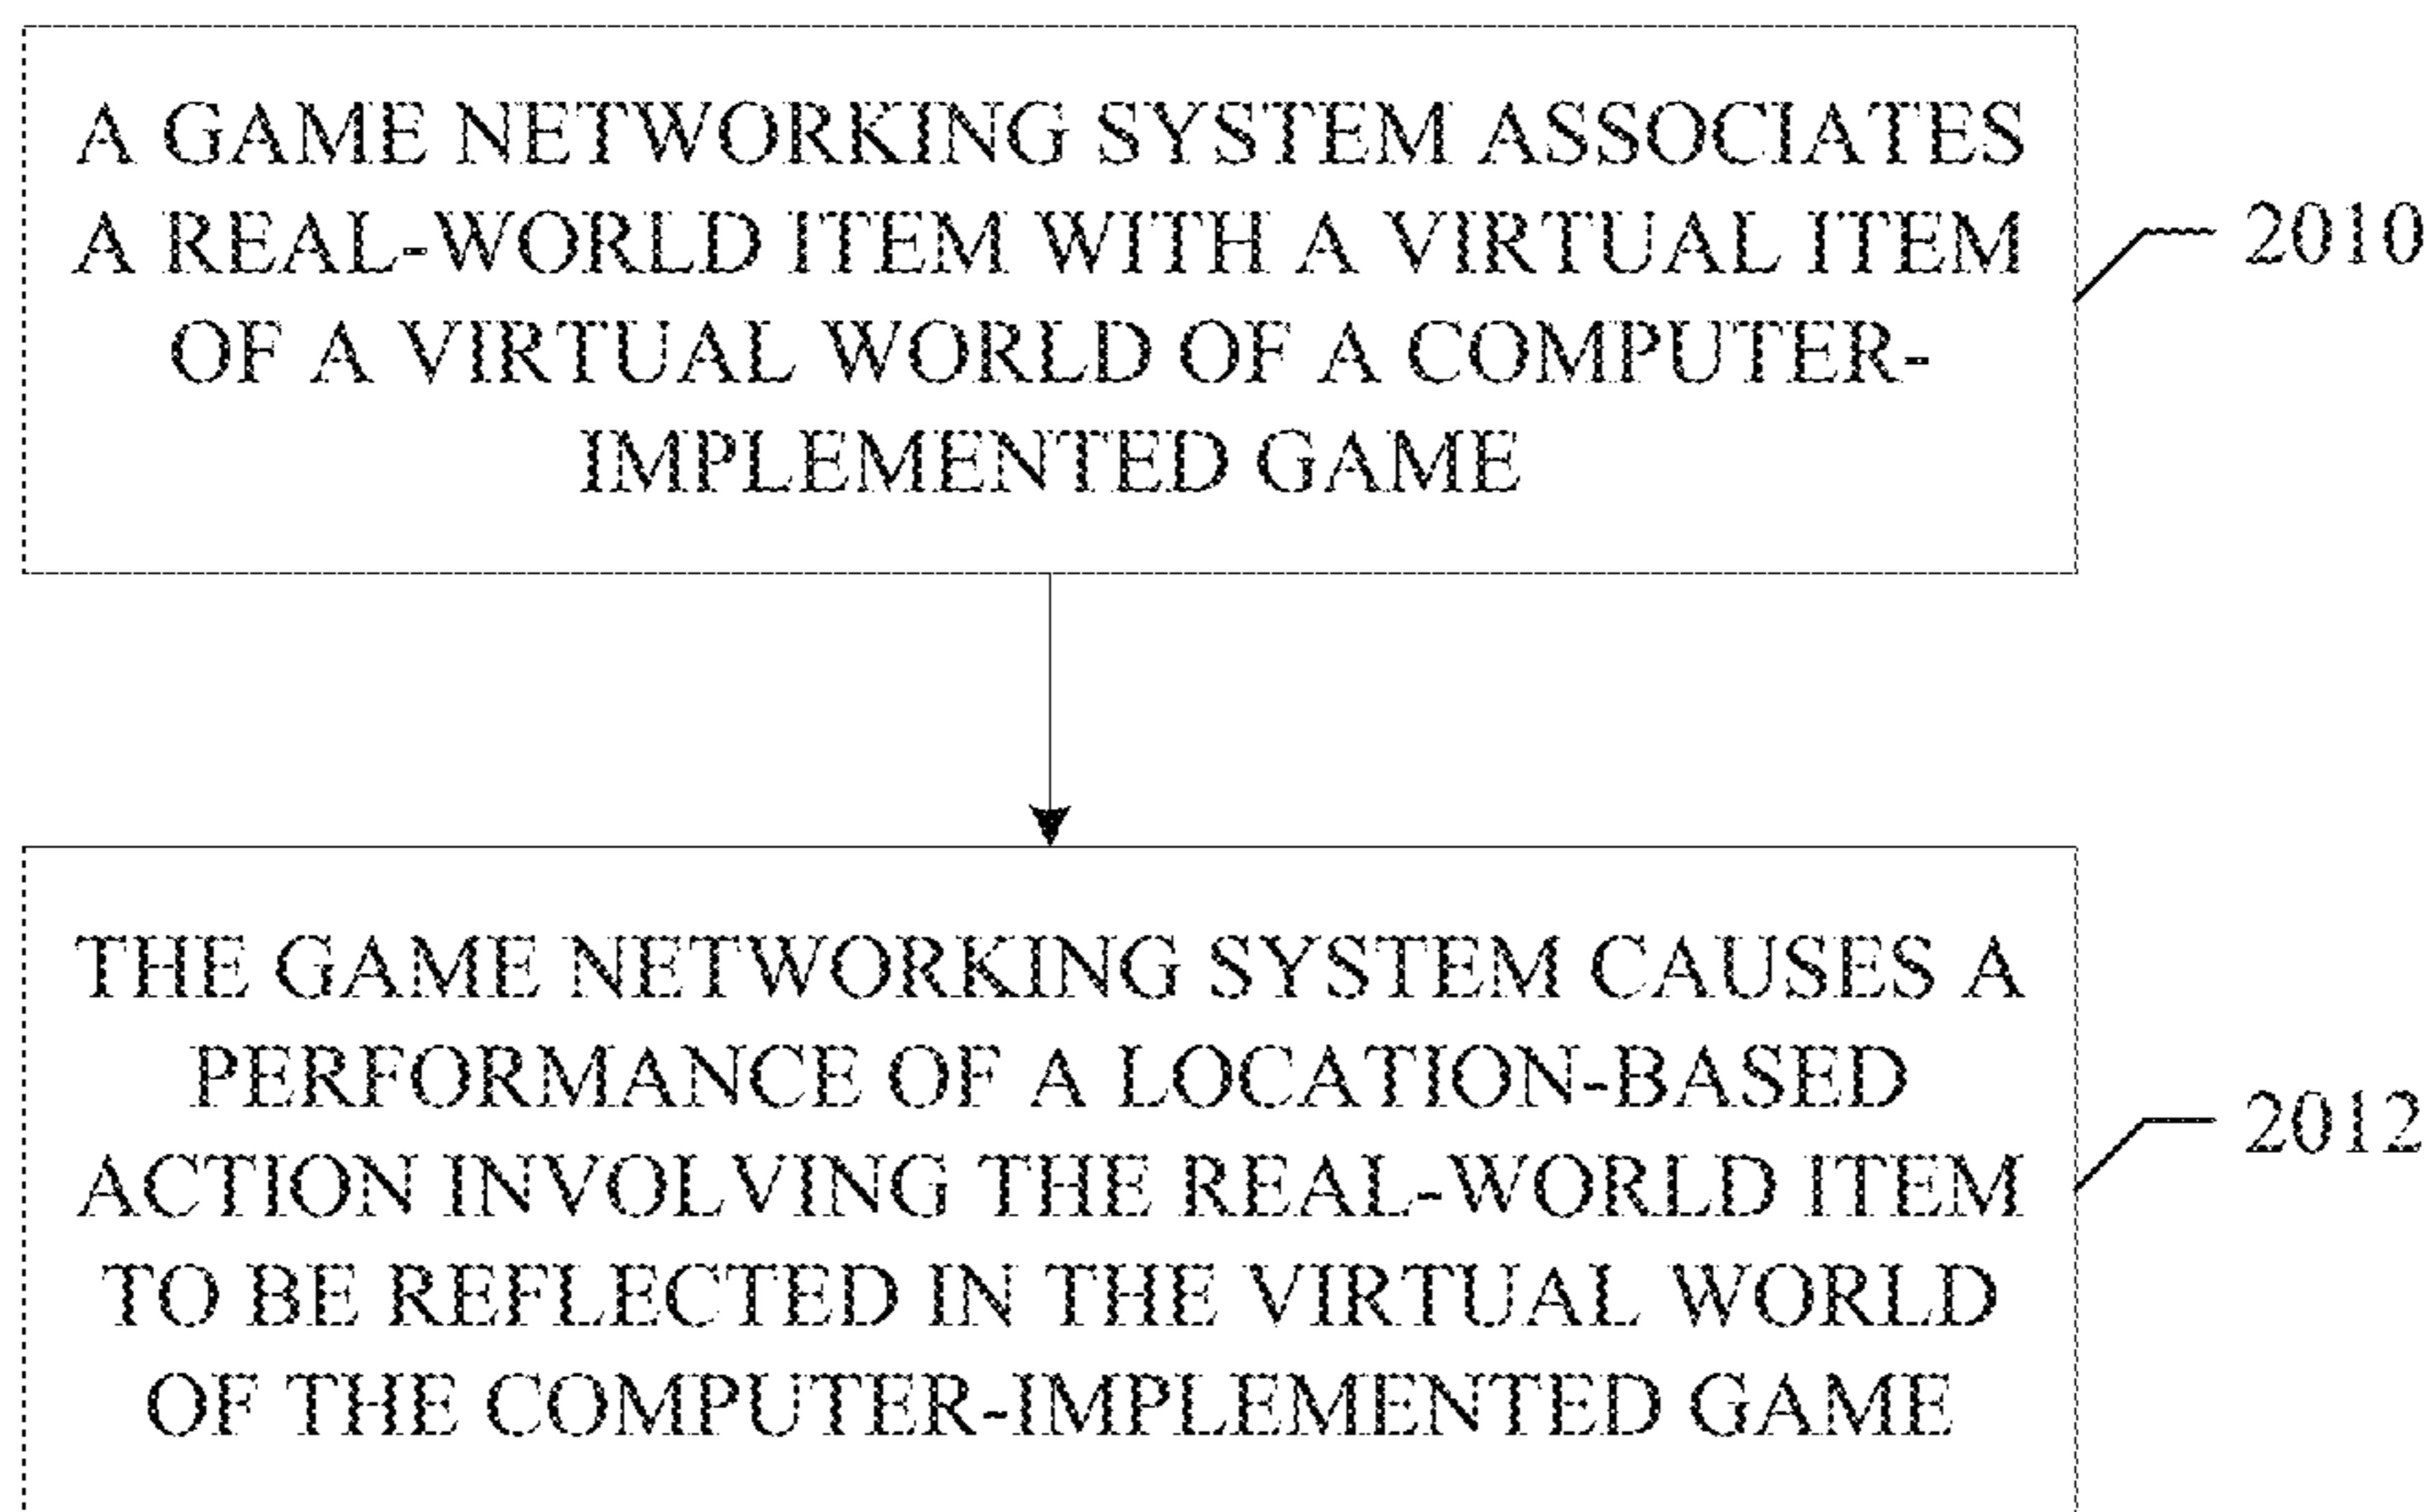 A GAME NETWORKING SYSTEM ASSOCIATES
A REAL-WORLD ITEM WITH A VIRTUAL ITEM
OF A VIRTUAL WORLD OF A COMPUTER-
IMPLEMENTED GAME
2010
THE GAME NETWORKING SYSTEM CAUSES A
PERFORMANCE OF A LOCATION-BASED
ACTION INVOLVING THE REAL-WORLD ITEM
TO BE REFLECTED IN THE VIRTUAL WORLD
OF THE COMPUTER-IMPLEMENTED GAME
2012